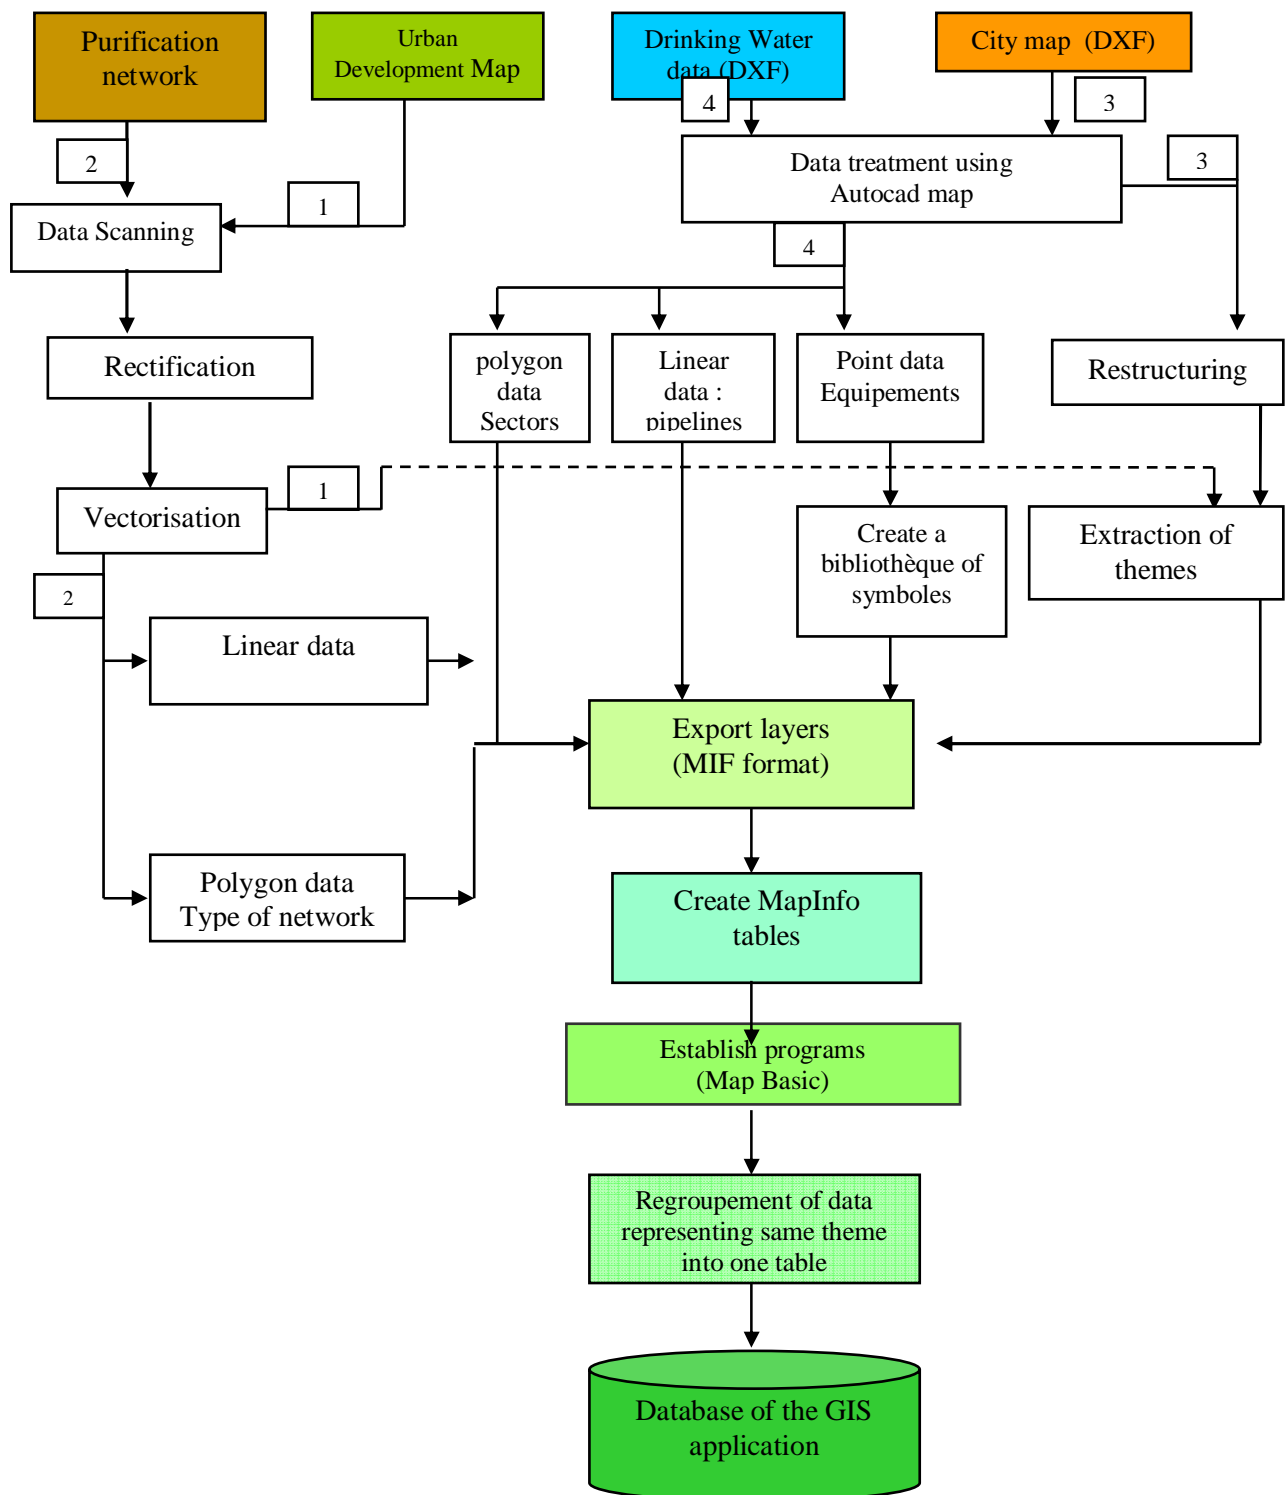 Purification
network
Urban
Development Map
Drinking Water
data (DXF)
City map (DXF)
4
3
2
1
Data treatment using
Autocad map
3
Data Scanning
4
Rectification
polygon
data
Sectors
Linear
data :
pipelines
Point data
Equipements
Restructuring
1
Vectorisation
Create a
bibliothèque of
symboles
Extraction of
themes
2
Linear data
Export layers
(MIF format)
Polygon data
Type of network
Create MapInfo
tables
Establish programs
(Map Basic)
Regroupement of data
representing same theme
into one table
Database of the GIS
application